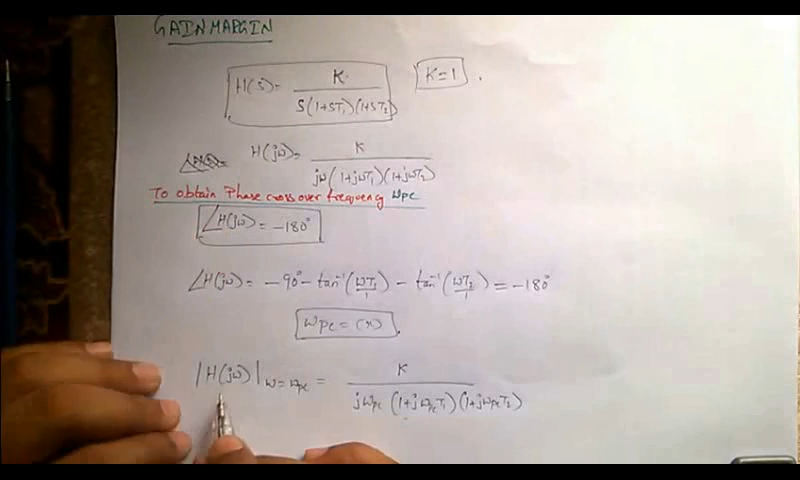 GAIN MARGIN
H(s)= K / S(1+ST₁)(1+ST₂) K=1 .
H(jω)= K / jω(1+jωT₁)(1+jωT₂)
To obtain Phase cross over frequency ωpc
∠H(jω) = -180°
∠H(jω)= -90° - tan⁻¹(ωT₁/1) - tan⁻¹(ωT₂/1) = -180°
ωpc = (x) .
|H(jω)|ω=ωpc = K / jωpc (1+jωpcT₁)(1+jωpcT₂)